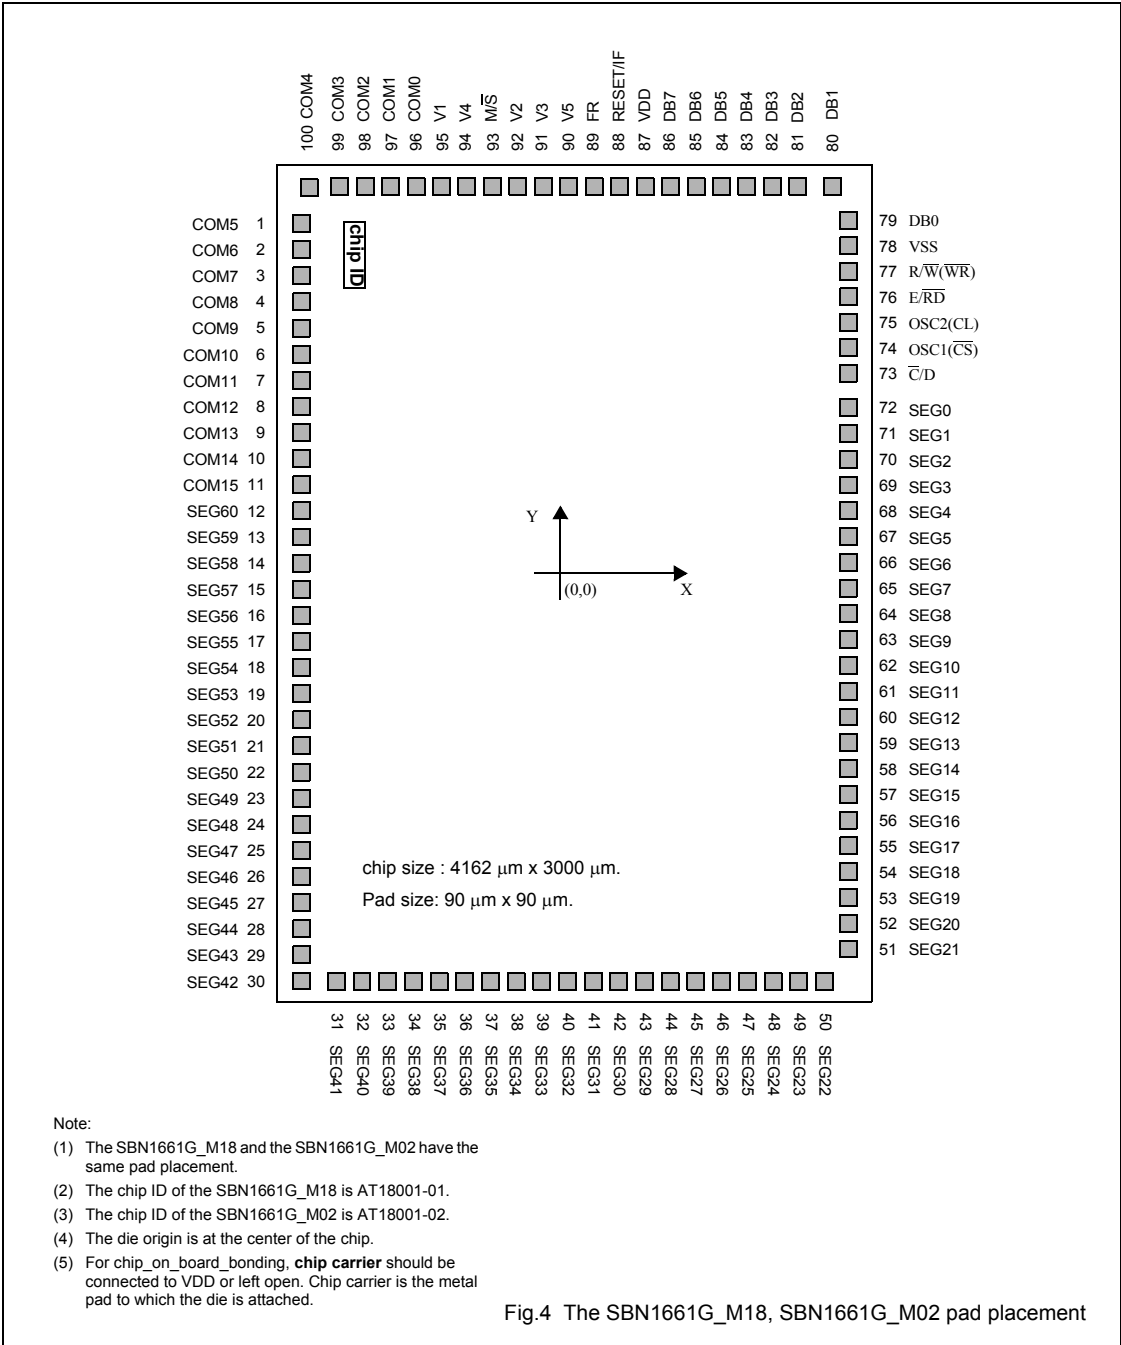 100 COM4
99 COM3
98 COM2
97 COM1
96 COM0
95 V1
94 V4
93 M/S̅
92 V2
91 V3
90 V5
89 FR
88 RESET/IF
87 VDD
86 DB7
85 DB6
84 DB5
83 DB4
82 DB3
81 DB2
80 DB1
COM5 1
COM6 2
COM7 3
COM8 4
COM9 5
COM10 6
COM11 7
COM12 8
COM13 9
COM14 10
COM15 11
SEG60 12
SEG59 13
SEG58 14
SEG57 15
SEG56 16
SEG55 17
SEG54 18
SEG53 19
SEG52 20
SEG51 21
SEG50 22
SEG49 23
SEG48 24
SEG47 25
SEG46 26
SEG45 27
SEG44 28
SEG43 29
SEG42 30
chip ID
Y
(0,0)
X
chip size : 4162 μm x 3000 μm.
Pad size: 90 μm x 90 μm.
79 DB0
78 VSS
77 R/W̅(W̅R̅)
76 E/R̅D̅
75 OSC2(CL)
74 OSC1(C̅S̅)
73 C̅/D
72 SEG0
71 SEG1
70 SEG2
69 SEG3
68 SEG4
67 SEG5
66 SEG6
65 SEG7
64 SEG8
63 SEG9
62 SEG10
61 SEG11
60 SEG12
59 SEG13
58 SEG14
57 SEG15
56 SEG16
55 SEG17
54 SEG18
53 SEG19
52 SEG20
51 SEG21
31 SEG41
32 SEG40
33 SEG39
34 SEG38
35 SEG37
36 SEG36
37 SEG35
38 SEG34
39 SEG33
40 SEG32
41 SEG31
42 SEG30
43 SEG29
44 SEG28
45 SEG27
46 SEG26
47 SEG25
48 SEG24
49 SEG23
50 SEG22
Note:
(1) The SBN1661G_M18 and the SBN1661G_M02 have the
same pad placement.
(2) The chip ID of the SBN1661G_M18 is AT18001-01.
(3) The chip ID of the SBN1661G_M02 is AT18001-02.
(4) The die origin is at the center of the chip.
(5) For chip_on_board_bonding, chip carrier should be
connected to VDD or left open. Chip carrier is the metal
pad to which the die is attached.
Fig.4 The SBN1661G_M18, SBN1661G_M02 pad placement